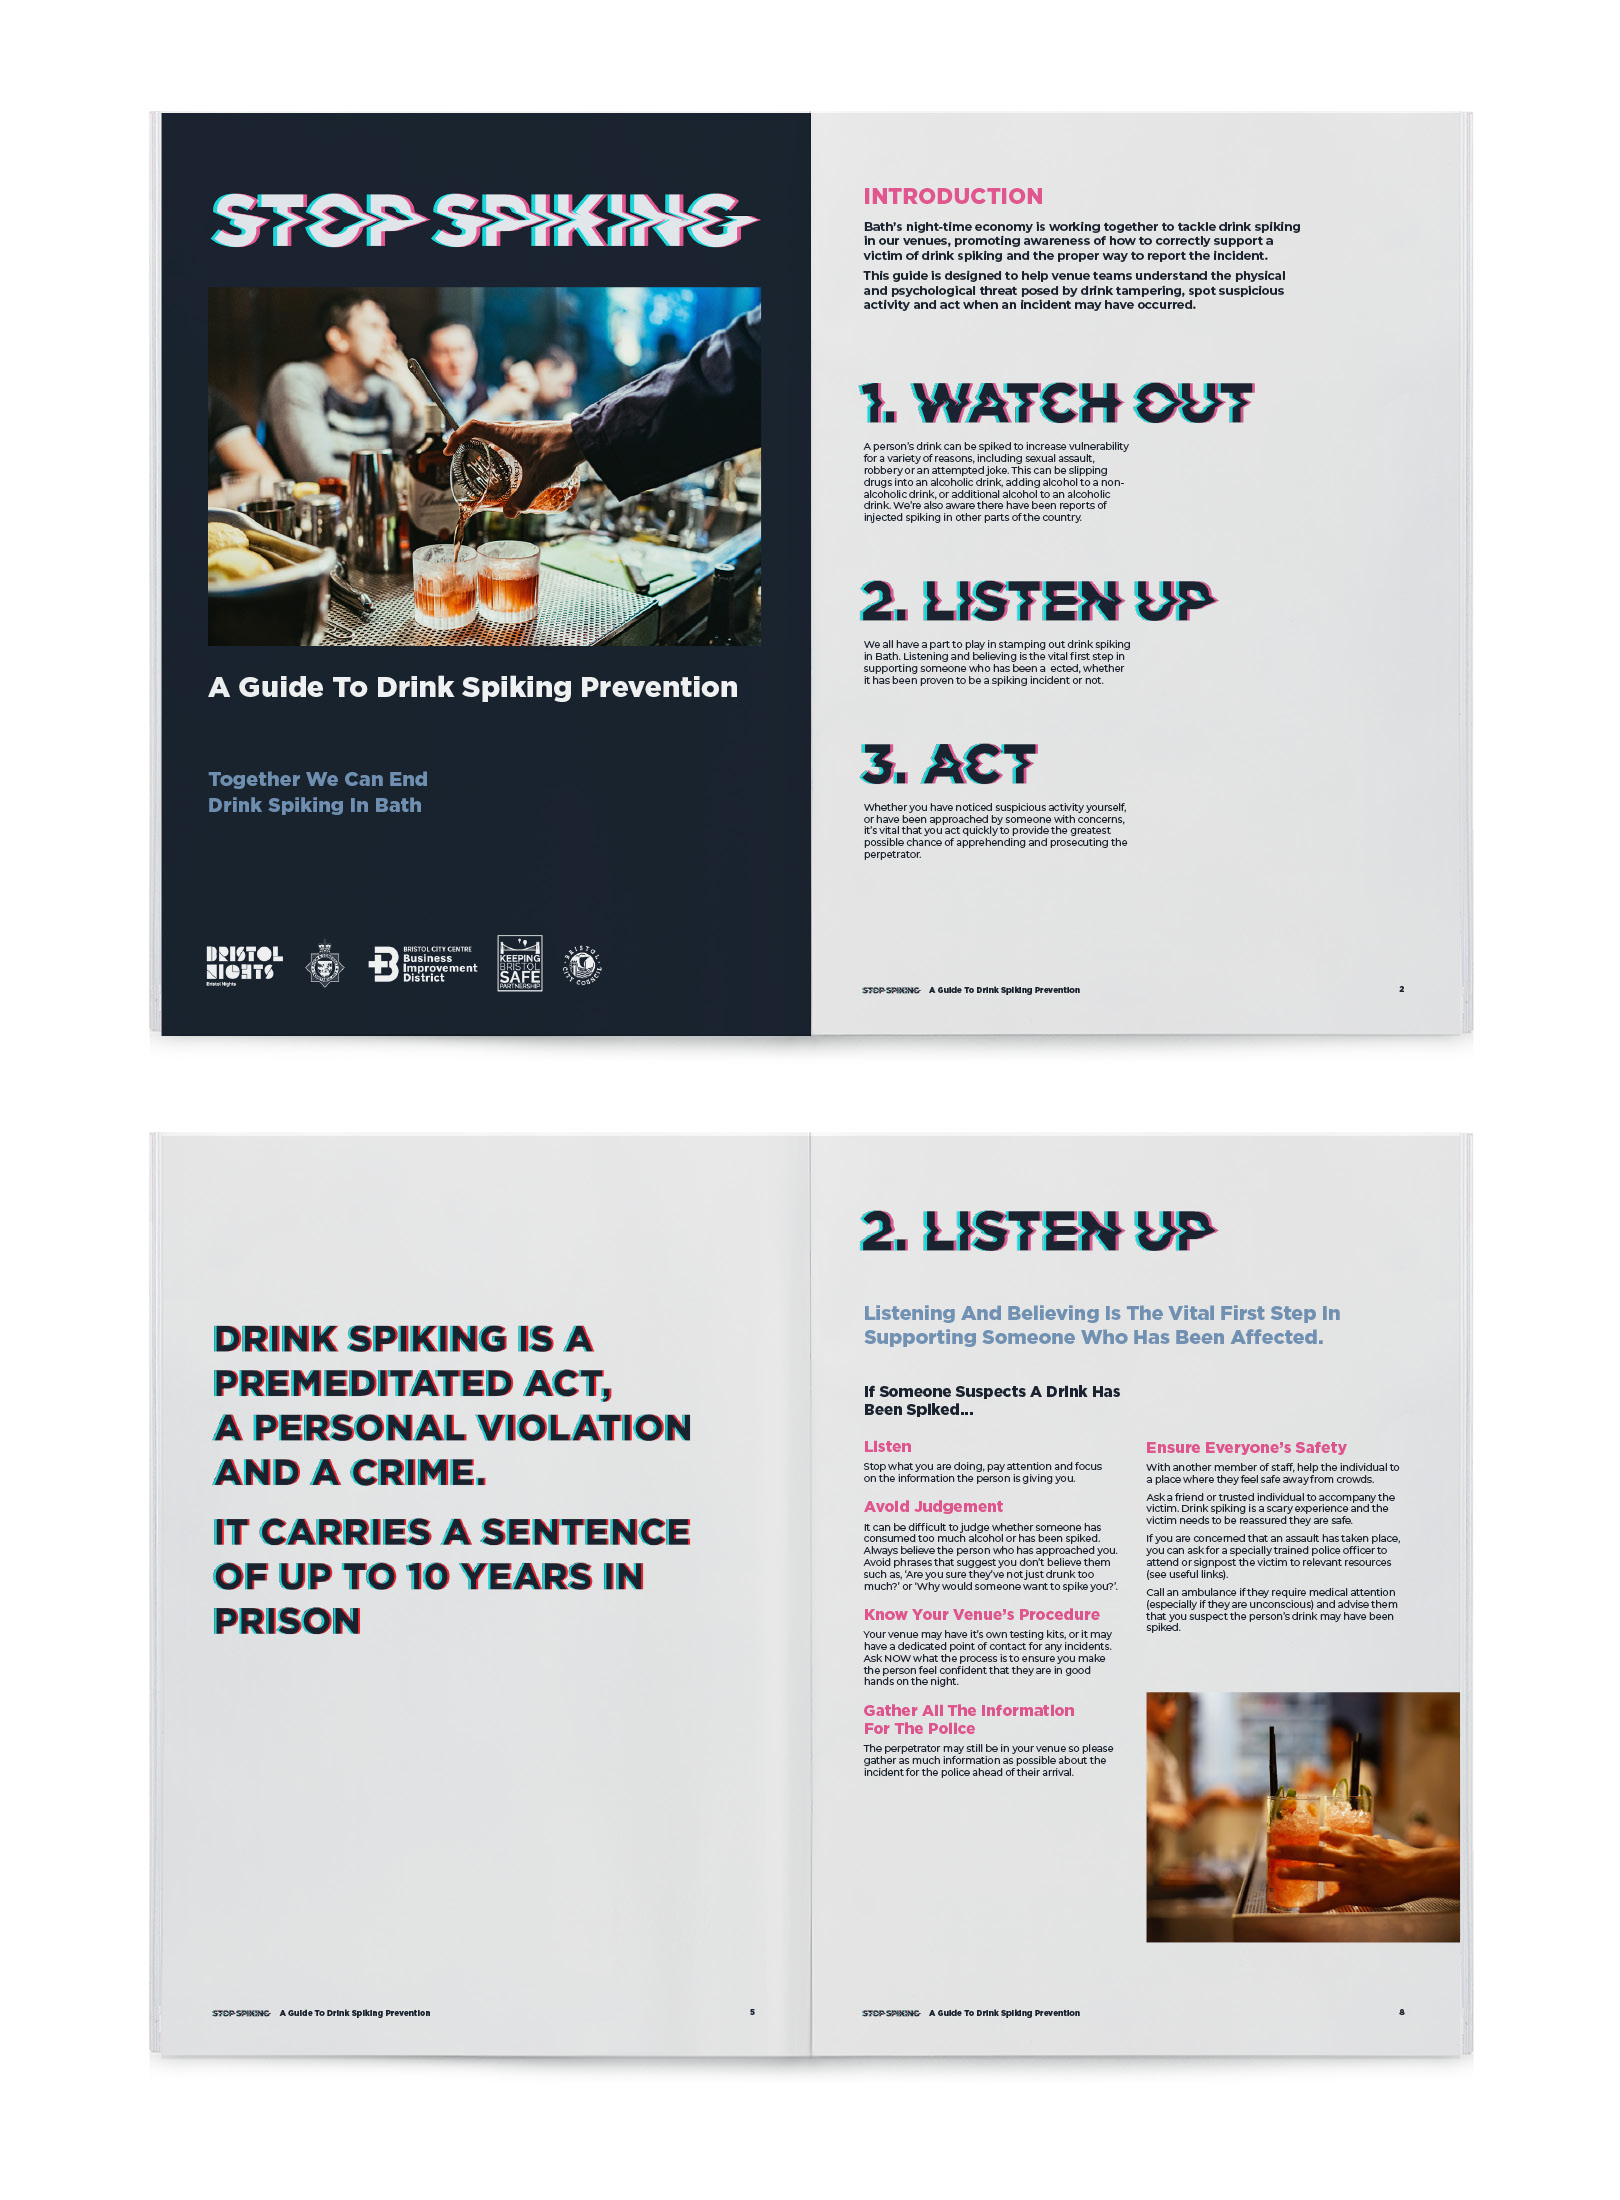 STOP SPIKING
A Guide To Drink Spiking Prevention
Together We Can End
Drink Spiking In Bath
BRISTOL
NIGHTS
Bristol Nights
BRISTOL CITY CENTRE
Business
Improvement
District
KEEPING
BRISTOL
SAFE
PARTNERSHIP
BRISTOL
CITY COUNCIL
INTRODUCTION
Bath's night-time economy is working together to tackle drink spiking
in our venues, promoting awareness of how to correctly support a
victim of drink spiking and the proper way to report the incident.
This guide is designed to help venue teams understand the physical
and psychological threat posed by drink tampering, spot suspicious
activity and act when an incident may have occurred.
1. WATCH OUT
A person's drink can be spiked to increase vulnerability
for a variety of reasons, including sexual assault,
robbery or an attempted joke. This can be slipping
drugs into an alcoholic drink, adding alcohol to a non-
alcoholic drink, or additional alcohol to an alcoholic
drink. We're also aware there have been reports of
injected spiking in other parts of the country.
2. LISTEN UP
We all have a part to play in stamping out drink spiking
in Bath. Listening and believing is the vital first step in
supporting someone who has been a ected, whether
it has been proven to be a spiking incident or not.
3. ACT
Whether you have noticed suspicious activity yourself,
or have been approached by someone with concerns,
it's vital that you act quickly to provide the greatest
possible chance of apprehending and prosecuting the
perpetrator.
STOP SPIKING A Guide To Drink Spiking Prevention 2
DRINK SPIKING IS A
PREMEDITATED ACT,
A PERSONAL VIOLATION
AND A CRIME.
IT CARRIES A SENTENCE
OF UP TO 10 YEARS IN
PRISON
STOP SPIKING A Guide To Drink Spiking Prevention 5
2. LISTEN UP
Listening And Believing Is The Vital First Step In
Supporting Someone Who Has Been Affected.
If Someone Suspects A Drink Has
Been Spiked...
Listen
Stop what you are doing, pay attention and focus
on the information the person is giving you.
Avoid Judgement
It can be difficult to judge whether someone has
consumed too much alcohol or has been spiked.
Always believe the person who has approached you.
Avoid phrases that suggest you don't believe them
such as, 'Are you sure they've not just drunk too
much?' or 'Why would someone want to spike you?'.
Know Your Venue's Procedure
Your venue may have it's own testing kits, or it may
have a dedicated point of contact for any incidents.
Ask NOW what the process is to ensure you make
the person feel confident that they are in good
hands on the night.
Gather All The Information
For The Police
The perpetrator may still be in your venue so please
gather as much information as possible about the
incident for the police ahead of their arrival.
Ensure Everyone's Safety
With another member of staff, help the individual to
a place where they feel safe away from crowds.
Ask a friend or trusted individual to accompany the
victim. Drink spiking is a scary experience and the
victim needs to be reassured they are safe.
If you are concerned that an assault has taken place,
you can ask for a specially trained police officer to
attend or signpost the victim to relevant resources
(see useful links).
Call an ambulance if they require medical attention
(especially if they are unconscious) and advise them
that you suspect the person's drink may have been
spiked.
STOP SPIKING A Guide To Drink Spiking Prevention 8